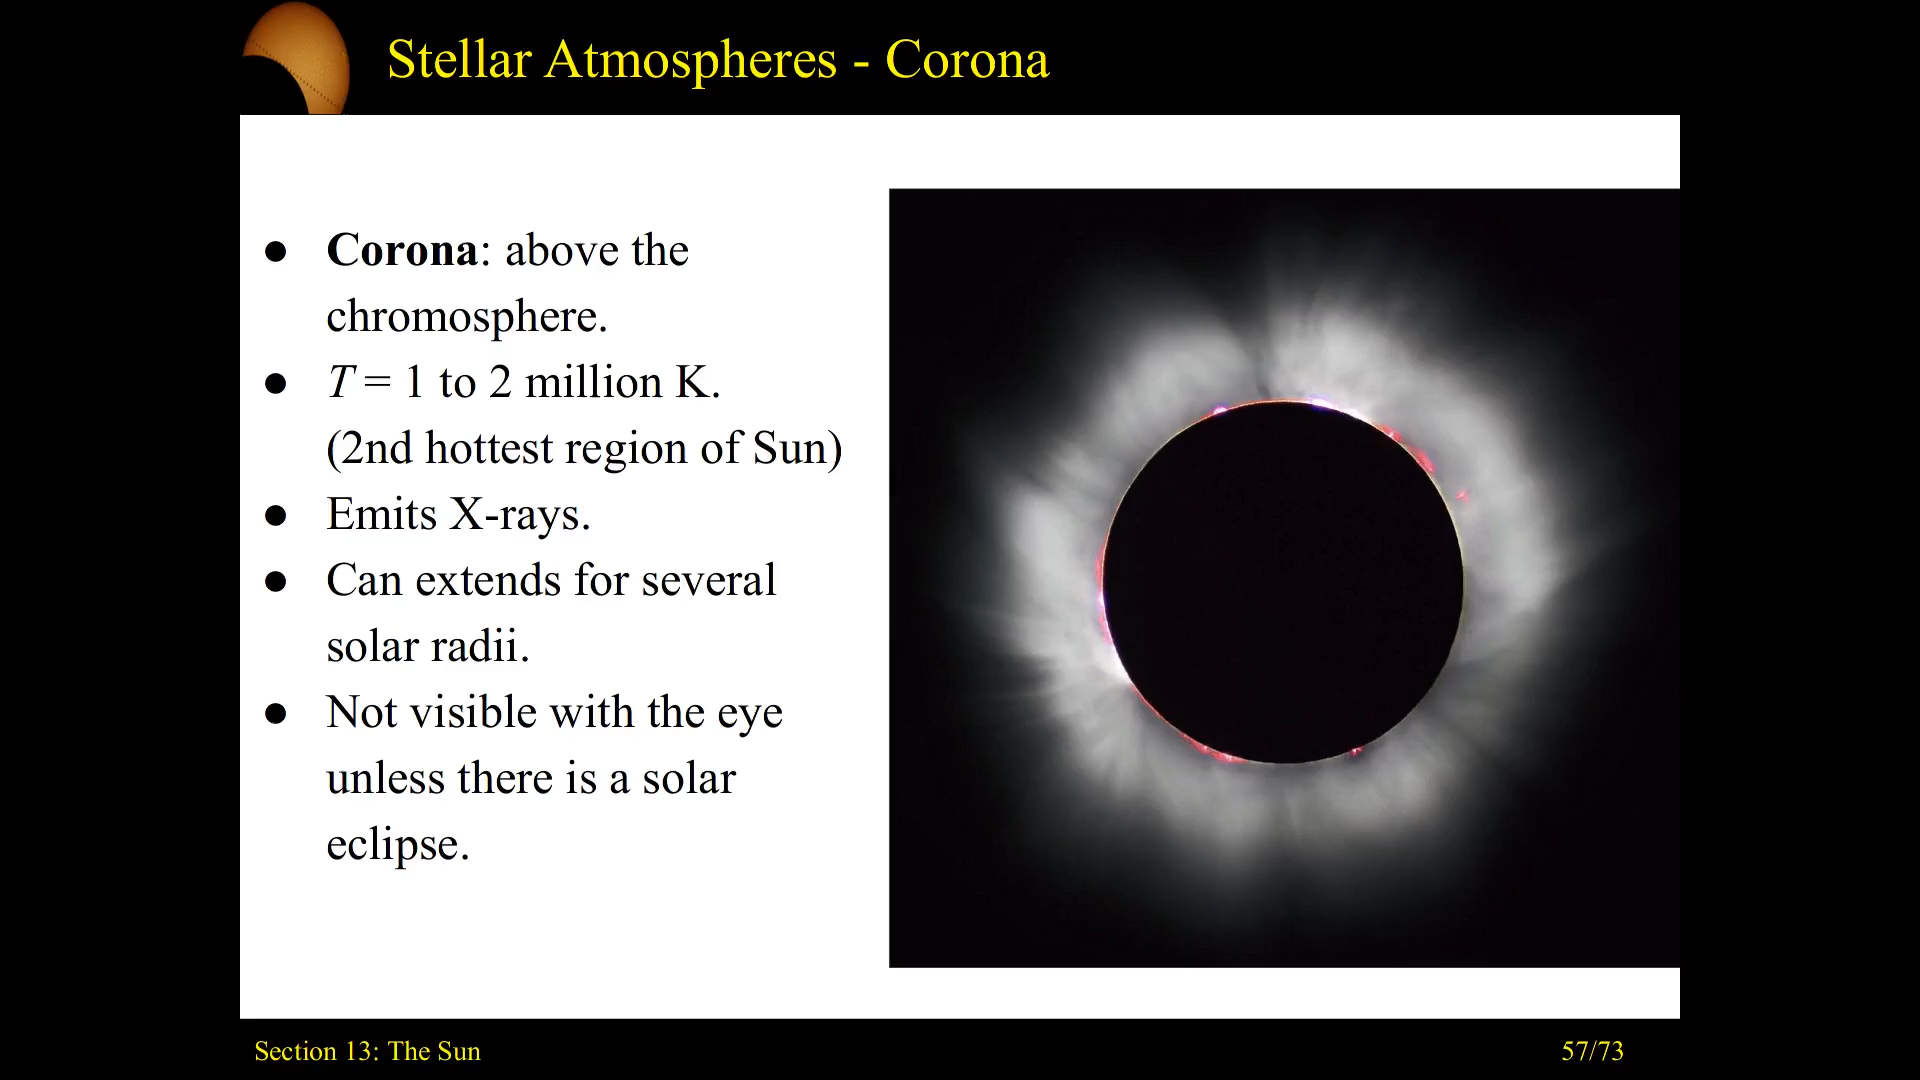 Stellar Atmospheres - Corona
● Corona: above the
chromosphere.
● T = 1 to 2 million K.
(2nd hottest region of Sun)
● Emits X-rays.
● Can extends for several
solar radii.
● Not visible with the eye
unless there is a solar
eclipse.
Section 13: The Sun
57/73